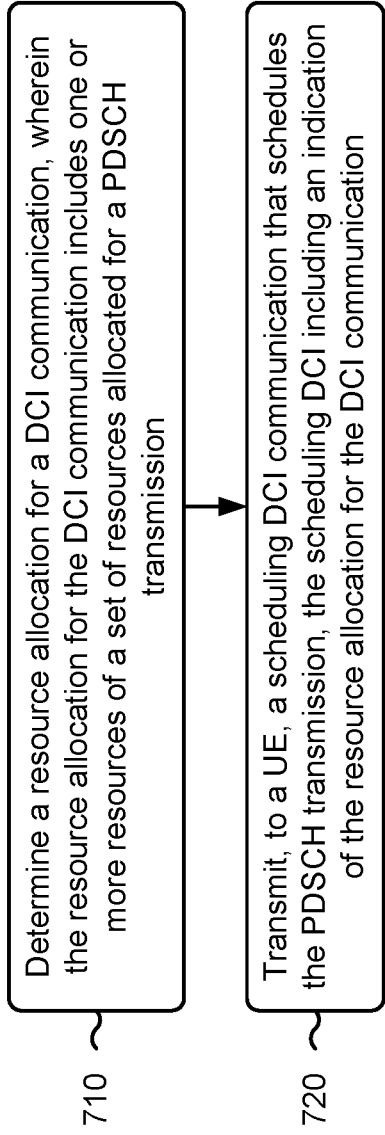 710
Determine a resource allocation for a DCI communication, wherein
the resource allocation for the DCI communication includes one or
more resources of a set of resources allocated for a PDSCH
transmission
720
Transmit, to a UE, a scheduling DCI communication that schedules
the PDSCH transmission, the scheduling DCI including an indication
of the resource allocation for the DCI communication